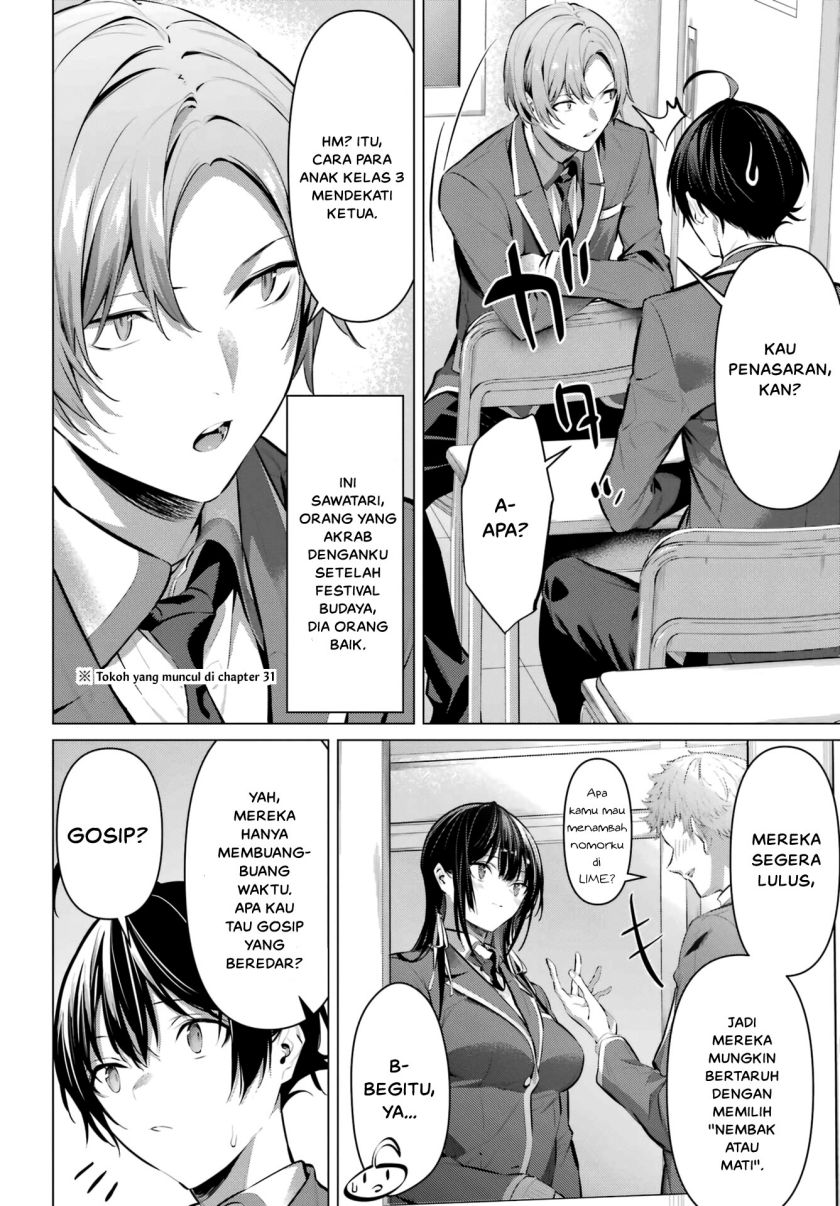 KAU
PENASARAN,
KAN?
A-
APA?
ガ
タ
HM? ITU,
CARA PARA
ANAK KELAS 3
MENDEKATI
KETUA.
INI
SAWATARI,
ORANG YANG
AKRAB
DENGANKU
SETELAH
FESTIVAL
BUDAYA,
DIA ORANG
BAIK.
※ Tokoh yang muncul di chapter 31
MEREKA
SEGERA
LULUS,
Apa
kamu mau
menambah
nomorku
di
LIME?
JADI
MEREKA
MUNGKIN
BERTARUH
DENGAN
MEMILIH
"NEMBAK
ATAU
MATI".
B-
BEGITU,
YA...
YAH,
MEREKA
HANYA
MEMBUANG-
BUANG
WAKTU.
APA KAU
TAU GOSIP
YANG
BEREDAR?
GOSIP?